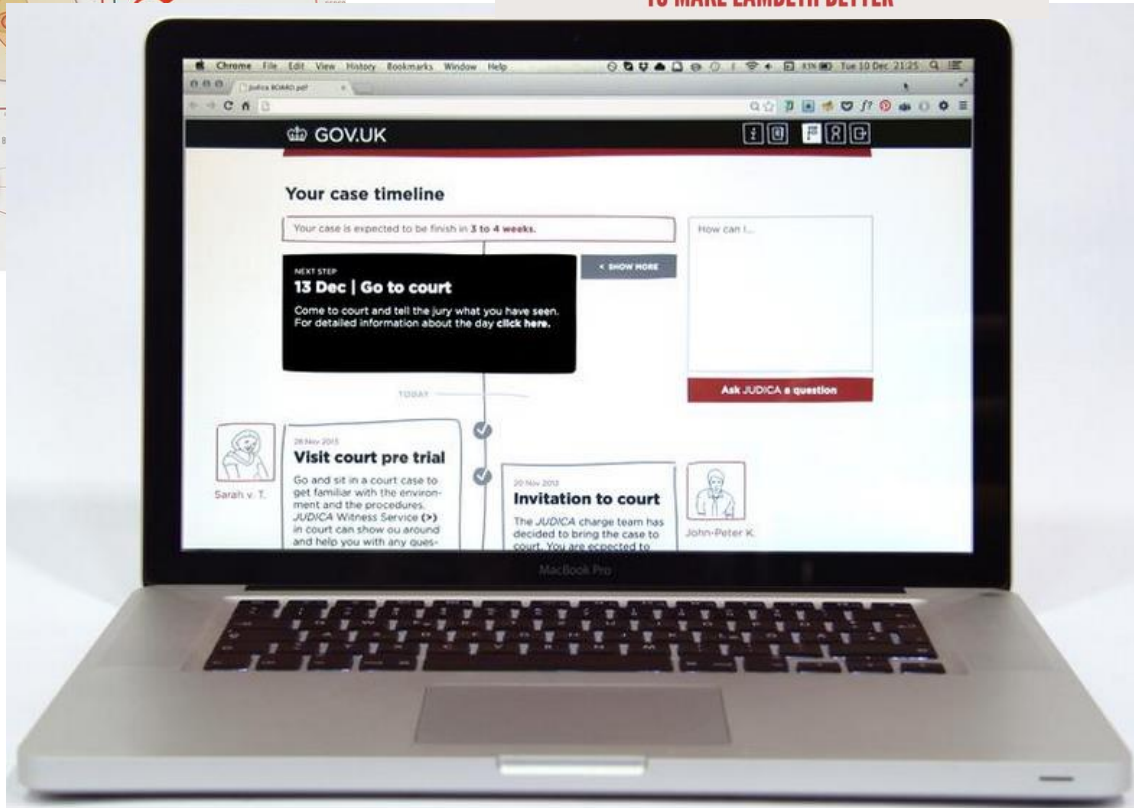 TO MAKE LAMBETH BETTER
Chrome File Edit View History Bookmarks Window Help
43% Tue 10 Dec 21:25
Judica BOARD.pdf
GOV.UK
Your case timeline
Your case is expected to be finish in 3 to 4 weeks.
How can I...
< SHOW MORE
NEXT STEP
13 Dec | Go to court
Come to court and tell the jury what you have seen.
For detailed information about the day click here.
Ask JUDICA a question
TODAY
28 Nov 2013
Visit court pre trial
Go and sit in a court case to
get familiar with the environ-
ment and the procedures.
JUDICA Witness Service (>)
in court can show ou around
and help you with any ques-
Sarah v. T.
20 Nov 2013
Invitation to court
The JUDICA charge team has
decided to bring the case to
court. You are ecpected to
John-Peter K.
MacBook Pro